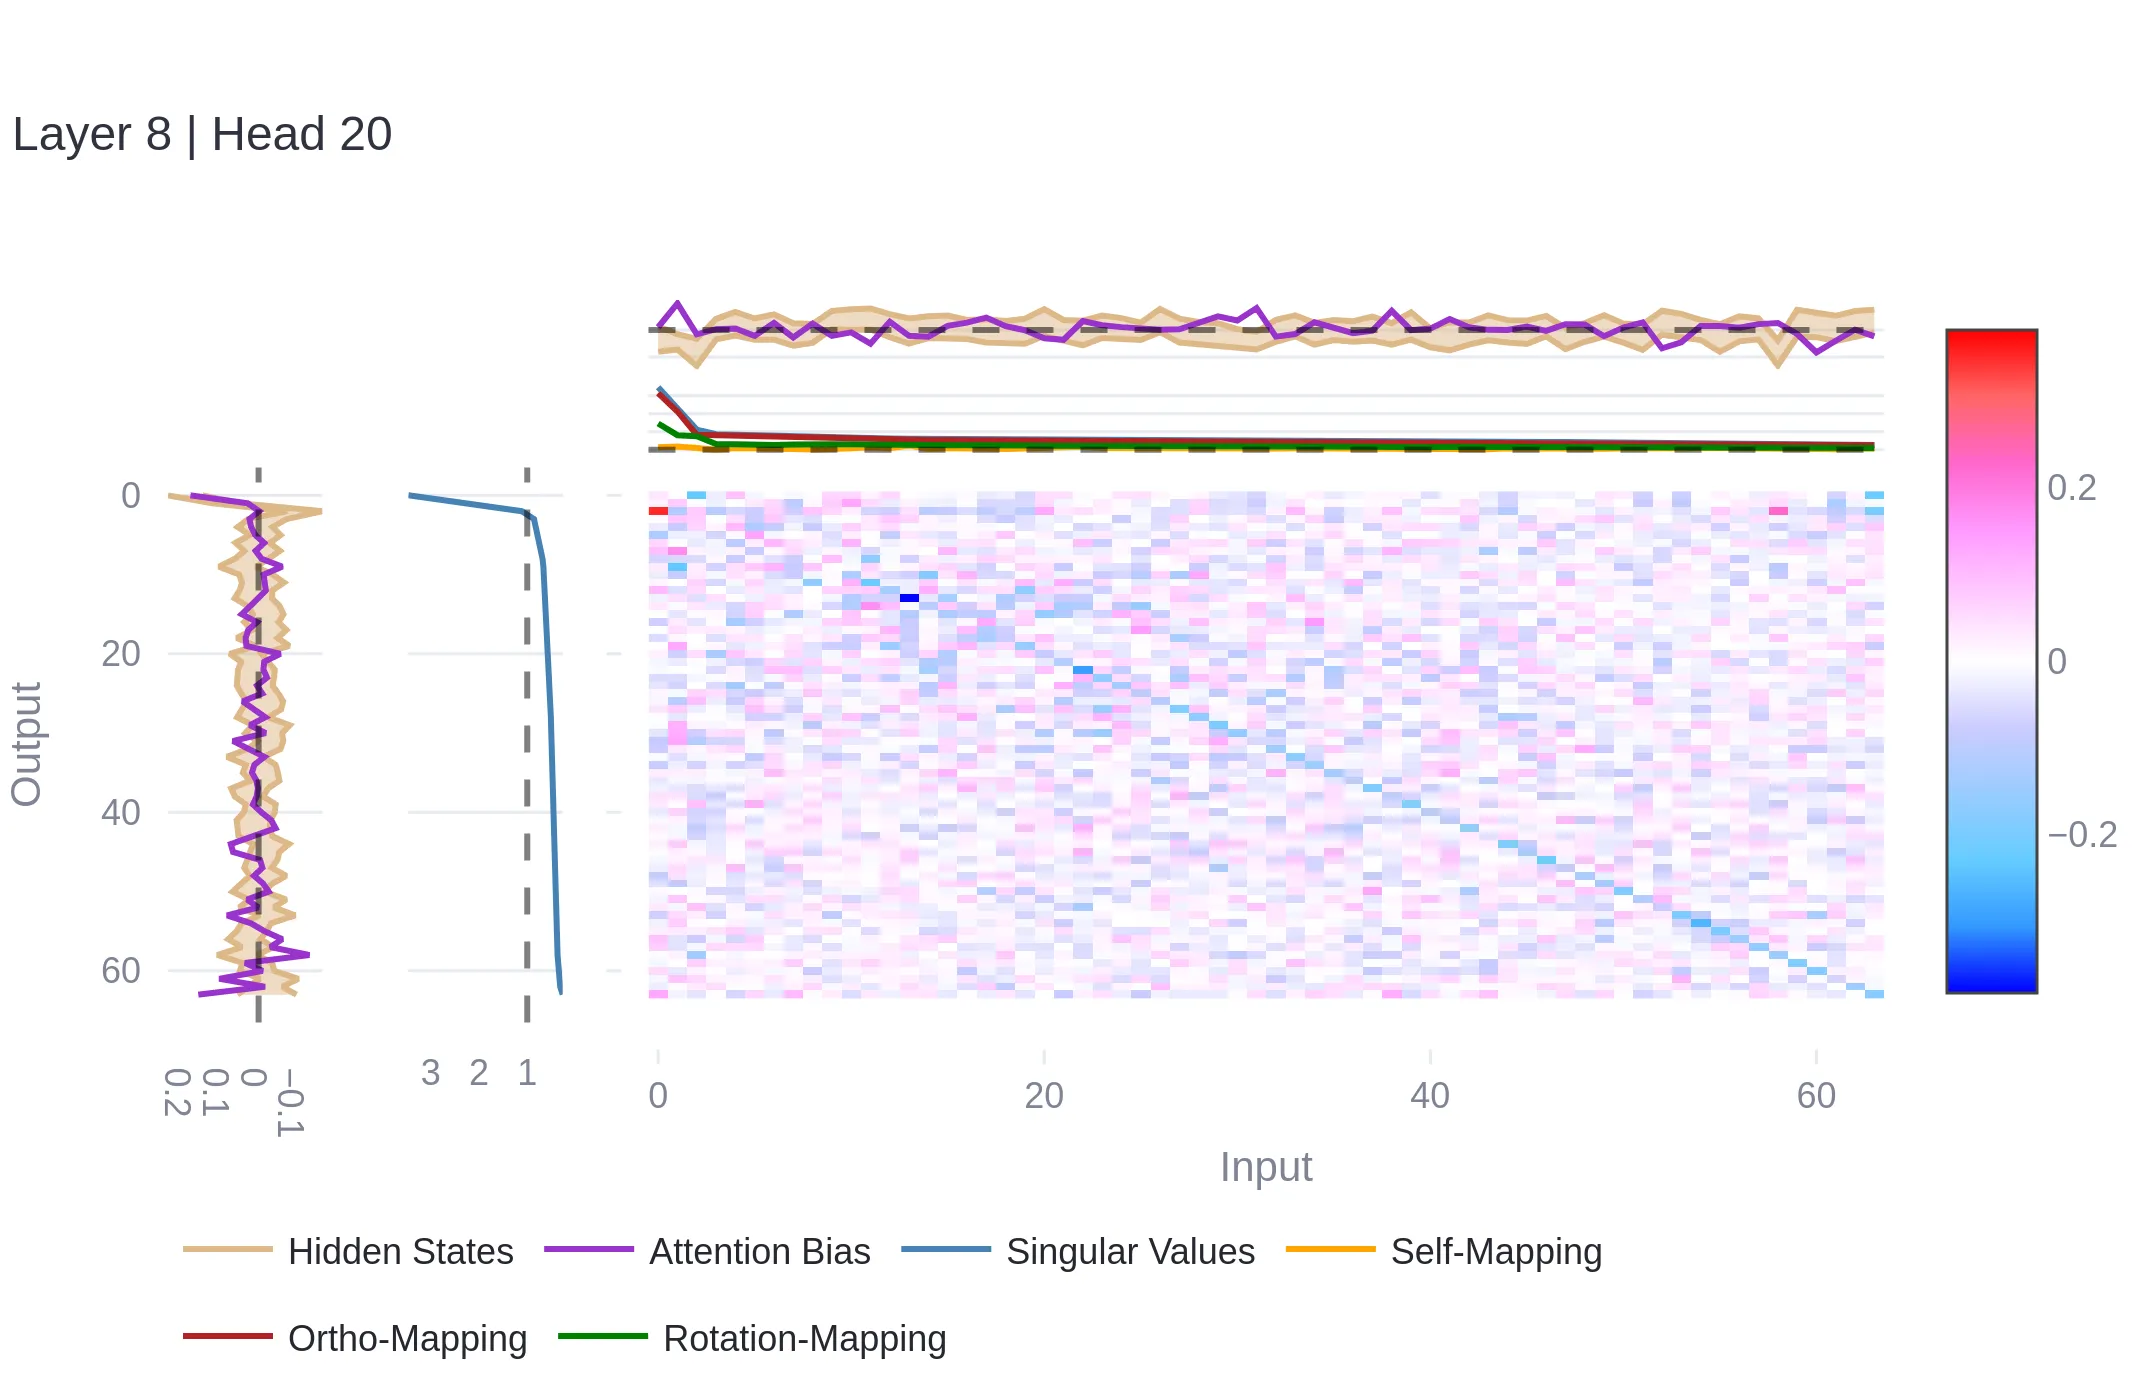 Layer 8 | Head 20
0
20
40
60
Output
0.2
0.1
0
−0.1
3 2 1
0 20 40 60
Input
0.2
0
−0.2
Hidden States Attention Bias Singular Values Self-Mapping
Ortho-Mapping Rotation-Mapping